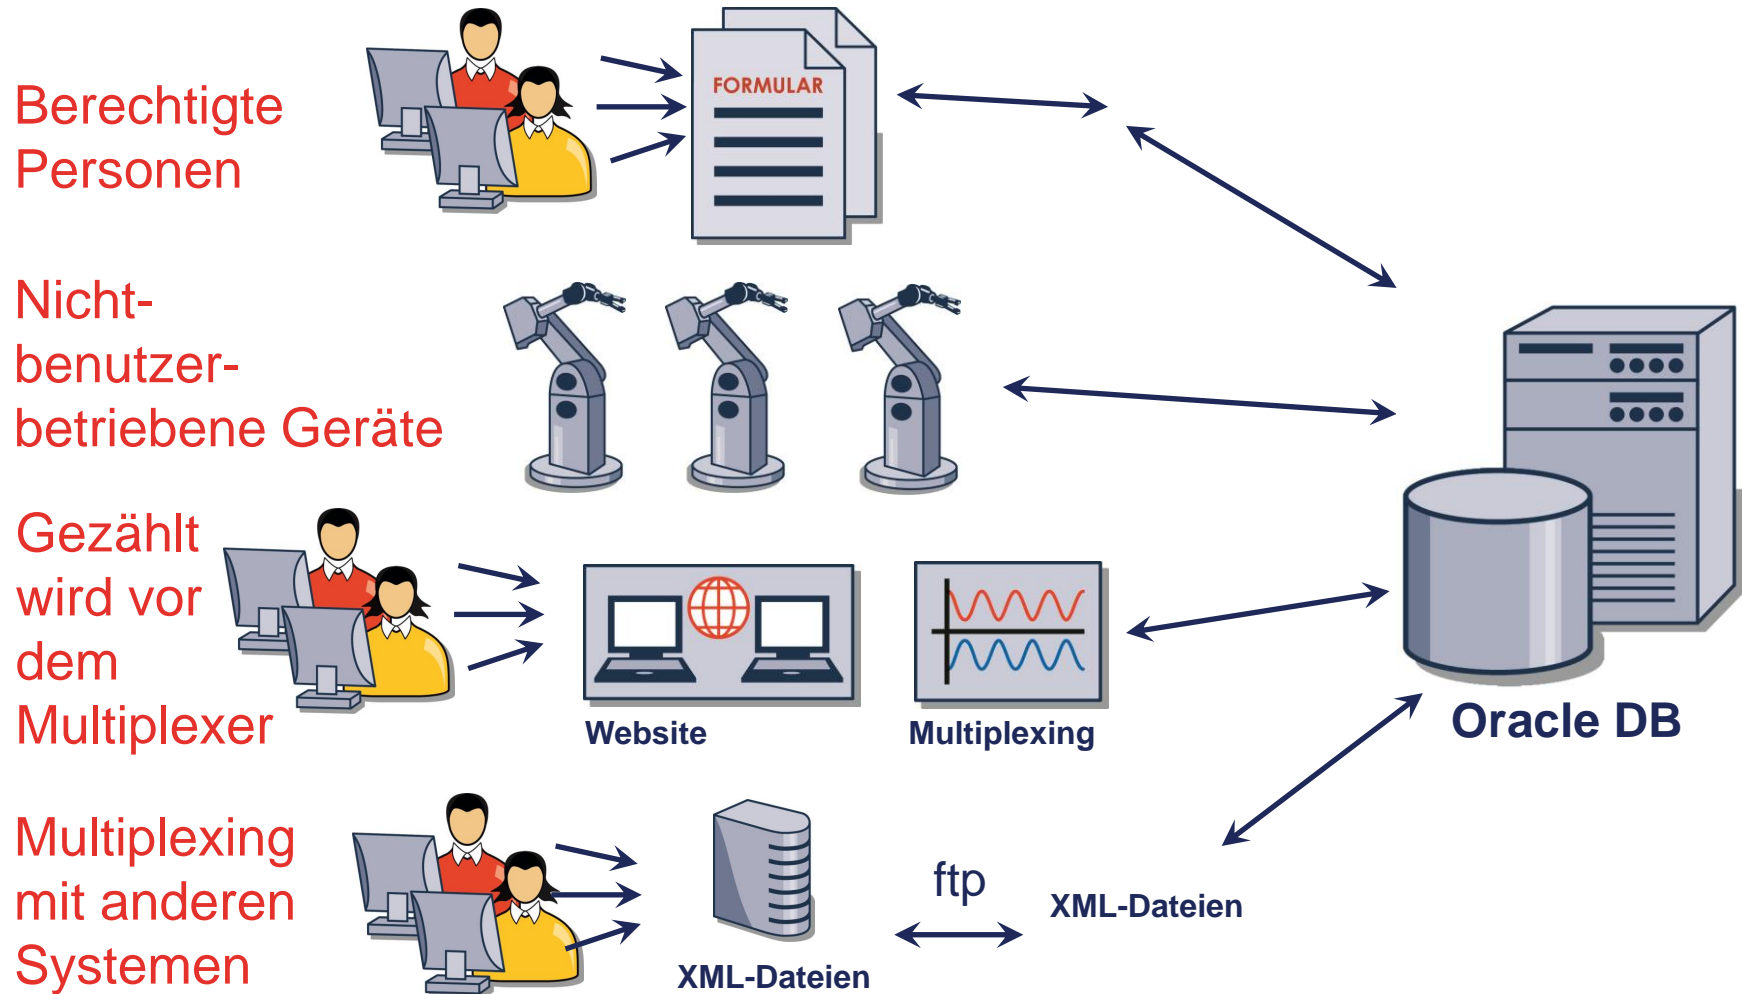 Berechtigte
Personen
FORMULAR
Nicht-
benutzer-
betriebene Geräte
Gezählt
wird vor
dem
Multiplexer
Website
Multiplexing
Oracle DB
Multiplexing
mit anderen
Systemen
XML-Dateien
ftp
XML-Dateien